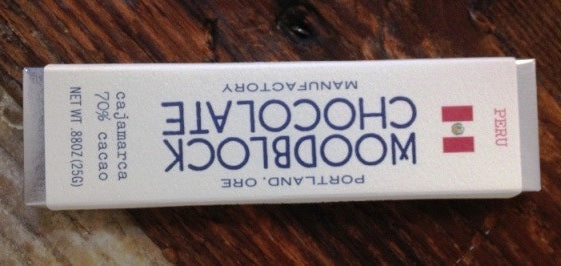 PORTLAND, ORE
WOODBLOCK
CHOCOLATE
MANUFACTORY
PERU
cajamarca
70% cacao
NET WT .88OZ (25G)